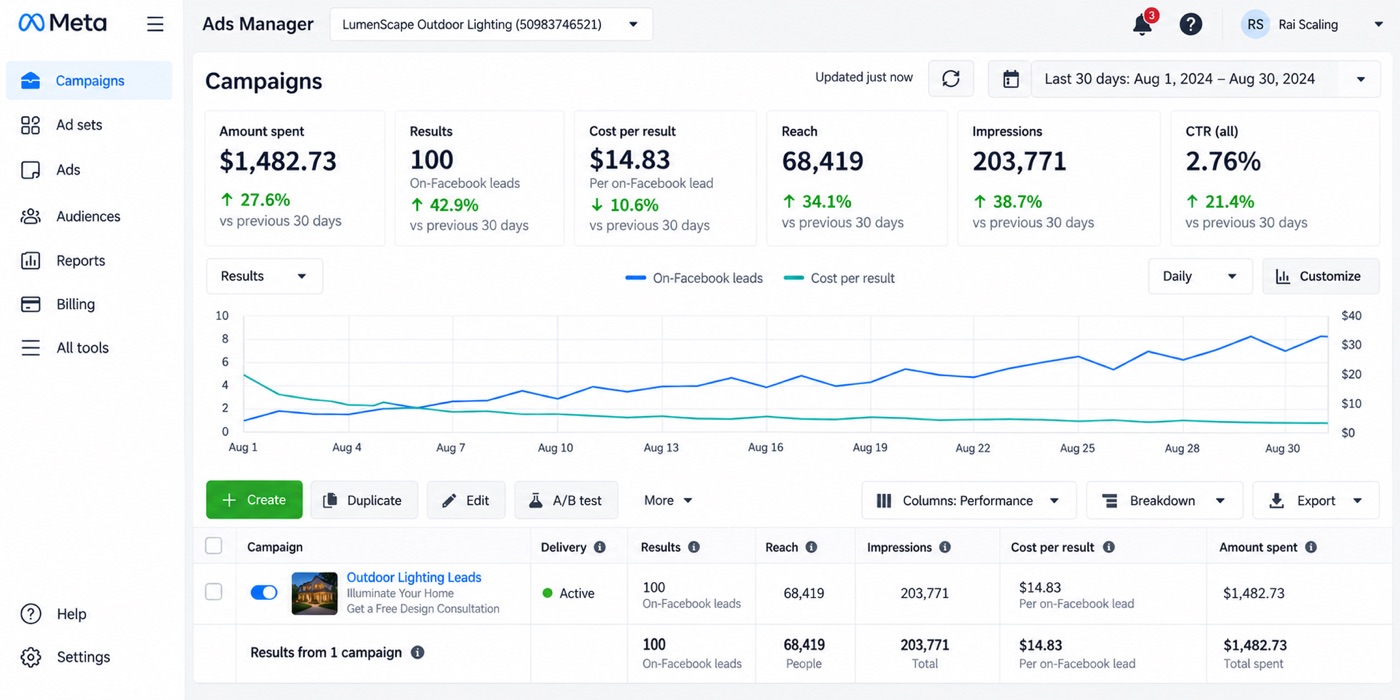 Meta
Ads Manager
LumenScape Outdoor Lighting (50983746521)
3
?
RS
Rai Scaling
Campaigns
Ad sets
Ads
Audiences
Reports
Billing
All tools
Help
Settings
Campaigns
Updated just now
Last 30 days: Aug 1, 2024 – Aug 30, 2024
Amount spent
$1,482.73
↑ 27.6%
vs previous 30 days
Results
100
On-Facebook leads
↑ 42.9%
vs previous 30 days
Cost per result
$14.83
Per on-Facebook lead
↓ 10.6%
vs previous 30 days
Reach
68,419
↑ 34.1%
vs previous 30 days
Impressions
203,771
↑ 38.7%
vs previous 30 days
CTR (all)
2.76%
↑ 21.4%
vs previous 30 days
Results
On-Facebook leads
Cost per result
Daily
Customize
10
8
6
4
2
0
$40
$30
$20
$10
$0
Aug 1
Aug 4
Aug 7
Aug 10
Aug 13
Aug 16
Aug 19
Aug 22
Aug 25
Aug 28
Aug 30
+ Create
Duplicate
Edit
A/B test
More
Columns: Performance
Breakdown
Export
Campaign
Delivery
Results
Reach
Impressions
Cost per result
Amount spent
Outdoor Lighting Leads
Illuminate Your Home
Get a Free Design Consultation
Active
100
On-Facebook leads
68,419
203,771
$14.83
Per on-Facebook lead
$1,482.73
Results from 1 campaign
100
On-Facebook leads
68,419
People
203,771
Total
$14.83
Per on-Facebook lead
$1,482.73
Total spent